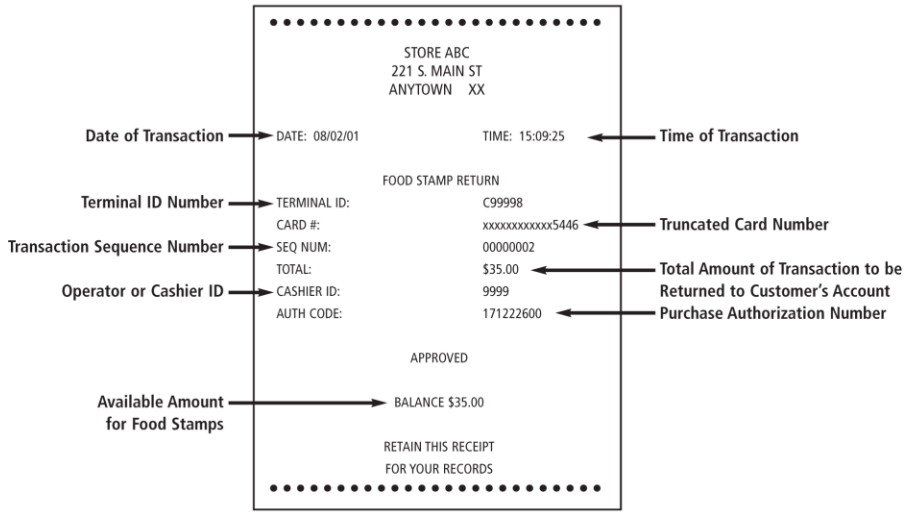 STORE ABC
221 S. MAIN ST
ANYTOWN XX
Date of Transaction DATE: 08/02/01 TIME: 15:09:25 Time of Transaction
FOOD STAMP RETURN
Terminal ID Number TERMINAL ID: C99998
CARD #: xxxxxxxxxxxx5446 Truncated Card Number
Transaction Sequence Number SEQ NUM: 00000002
TOTAL: $35.00 Total Amount of Transaction to be
Operator or Cashier ID CASHIER ID: 9999 Returned to Customer's Account
AUTH CODE: 171222600 Purchase Authorization Number
APPROVED
Available Amount BALANCE $35.00
for Food Stamps
RETAIN THIS RECEIPT
FOR YOUR RECORDS